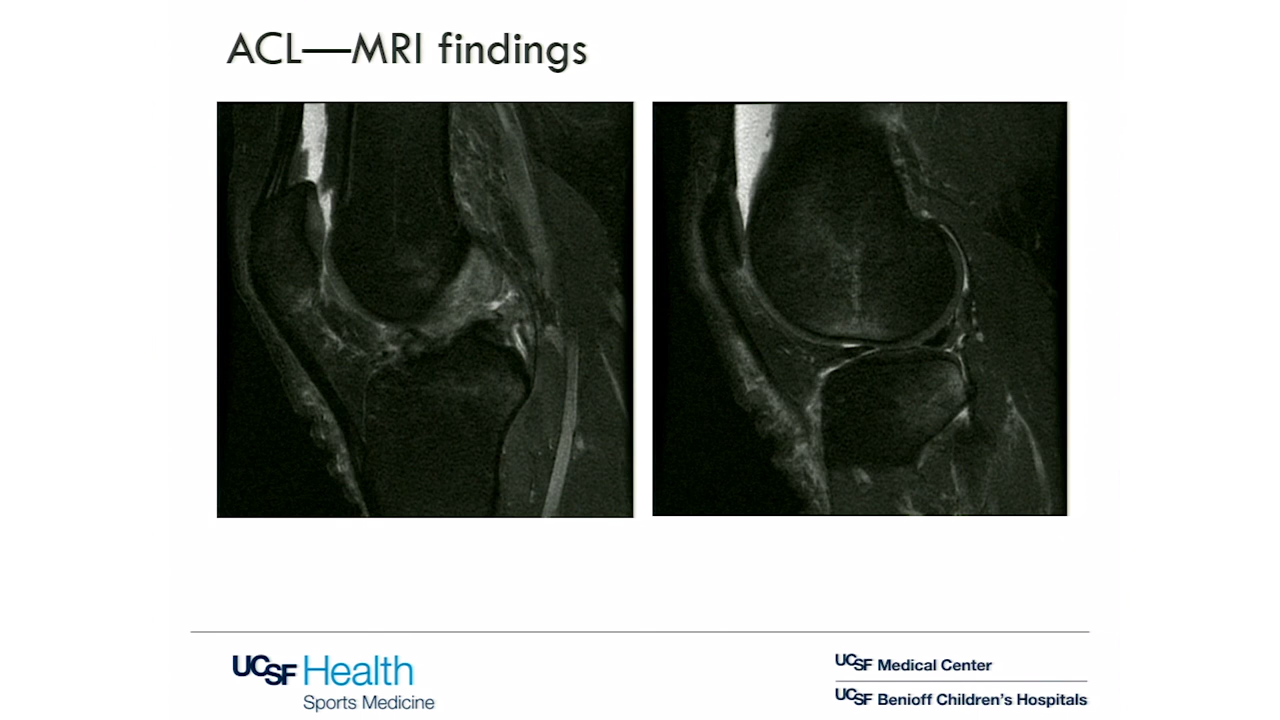 ACL—MRI findings
UCSF Health
Sports Medicine
UCSF Medical Center
UCSF Benioff Children's Hospitals